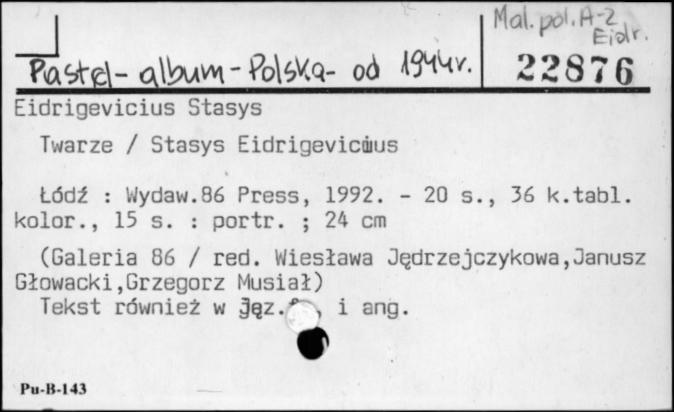 Mal. pol. A-Z
Eidr.
Pastel - album - Polska - od 1944r.
22876
Eidrigevicius Stasys
Twarze / Stasys Eidrigevicius
Łódź : Wydaw.86 Press, 1992. - 20 s., 36 k.tabl.
kolor., 15 s. : portr. ; 24 cm
(Galeria 86 / red. Wiesława Jędrzejczykowa,Janusz
Głowacki,Grzegorz Musiał)
Tekst również w jęz. i ang.
Pu-B-143